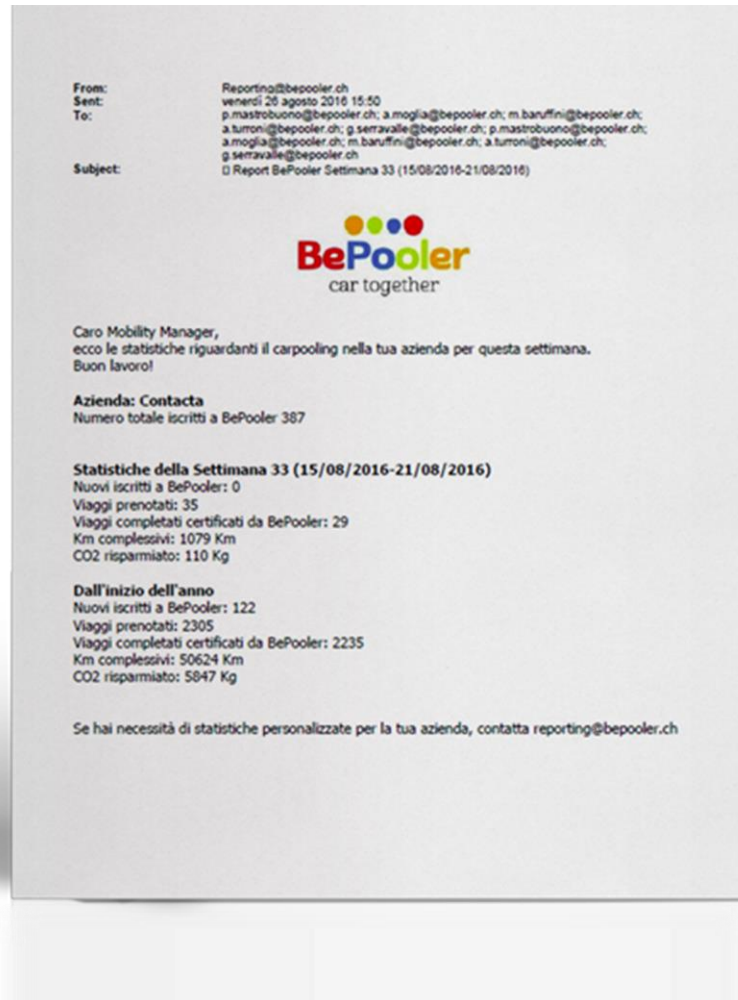 From: Reporting@bepooler.ch
Sent: venerdì 26 agosto 2016 15:50
To: p.mastrobuono@bepooler.ch; a.moglia@bepooler.ch; m.baruffini@bepooler.ch;
a.turroni@bepooler.ch; g.serravalle@bepooler.ch; p.mastrobuono@bepooler.ch;
a.moglia@bepooler.ch; m.baruffini@bepooler.ch; a.turroni@bepooler.ch;
g.serravalle@bepooler.ch
Subject: Report BePooler Settimana 33 (15/08/2016-21/08/2016)
BePooler
car together
Caro Mobility Manager,
ecco le statistiche riguardanti il carpooling nella tua azienda per questa settimana.
Buon lavoro!
Azienda: Contacta
Numero totale iscritti a BePooler 387
Statistiche della Settimana 33 (15/08/2016-21/08/2016)
Nuovi iscritti a BePooler: 0
Viaggi prenotati: 35
Viaggi completati certificati da BePooler: 29
Km complessivi: 1079 Km
CO2 risparmiato: 110 Kg
Dall'inizio dell'anno
Nuovi iscritti a BePooler: 122
Viaggi prenotati: 2305
Viaggi completati certificati da BePooler: 2235
Km complessivi: 50624 Km
CO2 risparmiato: 5847 Kg
Se hai necessità di statistiche personalizzate per la tua azienda, contatta reporting@bepooler.ch